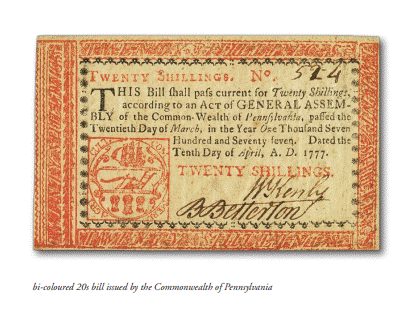 TWENTY SHILLINGS. No. 524
THIS Bill ſhall paſs current for Twenty Shillings,
according to an ACT of GENERAL ASSEM-
BLY of the Common-Wealth of Pennſylvania, paſſed the
Twentieth Day of March, in the Year One Thouſand Seven
Hundred and Seventy ſeven. Dated the
Tenth Day of April, A. D. 1777.
TWENTY SHILLINGS.
B Betterton
bi-coloured 20s bill issued by the Commonwealth of Pennsylvania